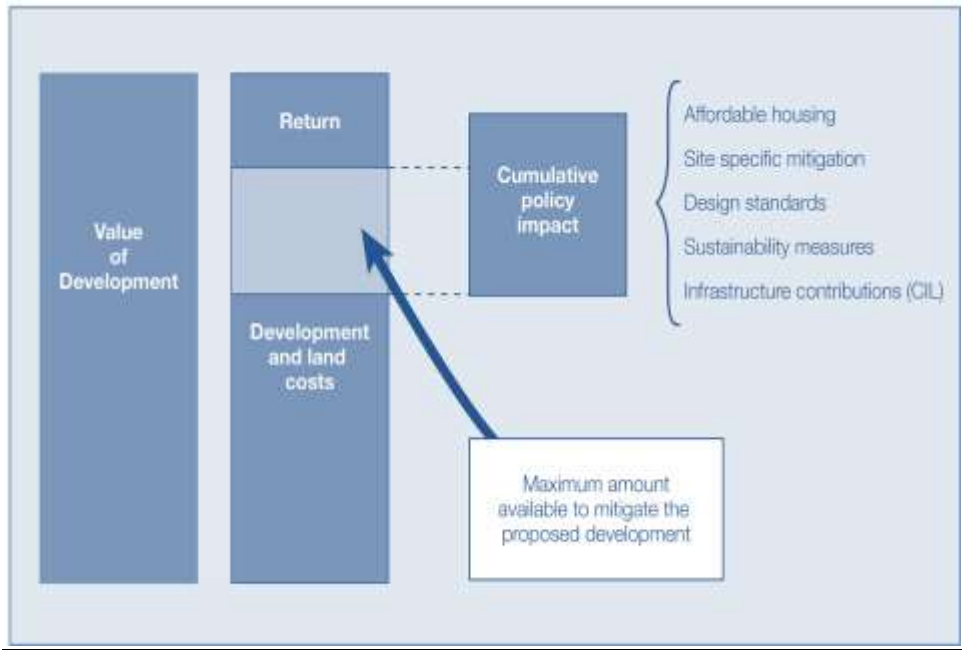 Value
of
Development
Return
Development
and land
costs
Cumulative
policy
impact
Affordable housing
Site specific mitigation
Design standards
Sustainability measures
Infrastructure contributions (CIL)
Maximum amount
available to mitigate the
proposed development